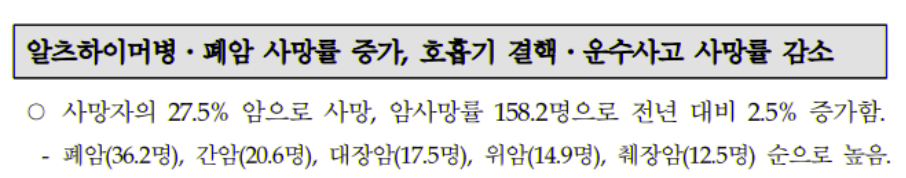 알츠하이머병·폐암 사망률 증가, 호흡기 결핵·운수사고 사망률 감소
○ 사망자의 27.5% 암으로 사망, 암사망률 158.2명으로 전년 대비 2.5% 증가함.
- 폐암(36.2명), 간암(20.6명), 대장암(17.5명), 위암(14.9명), 췌장암(12.5명) 순으로 높음.